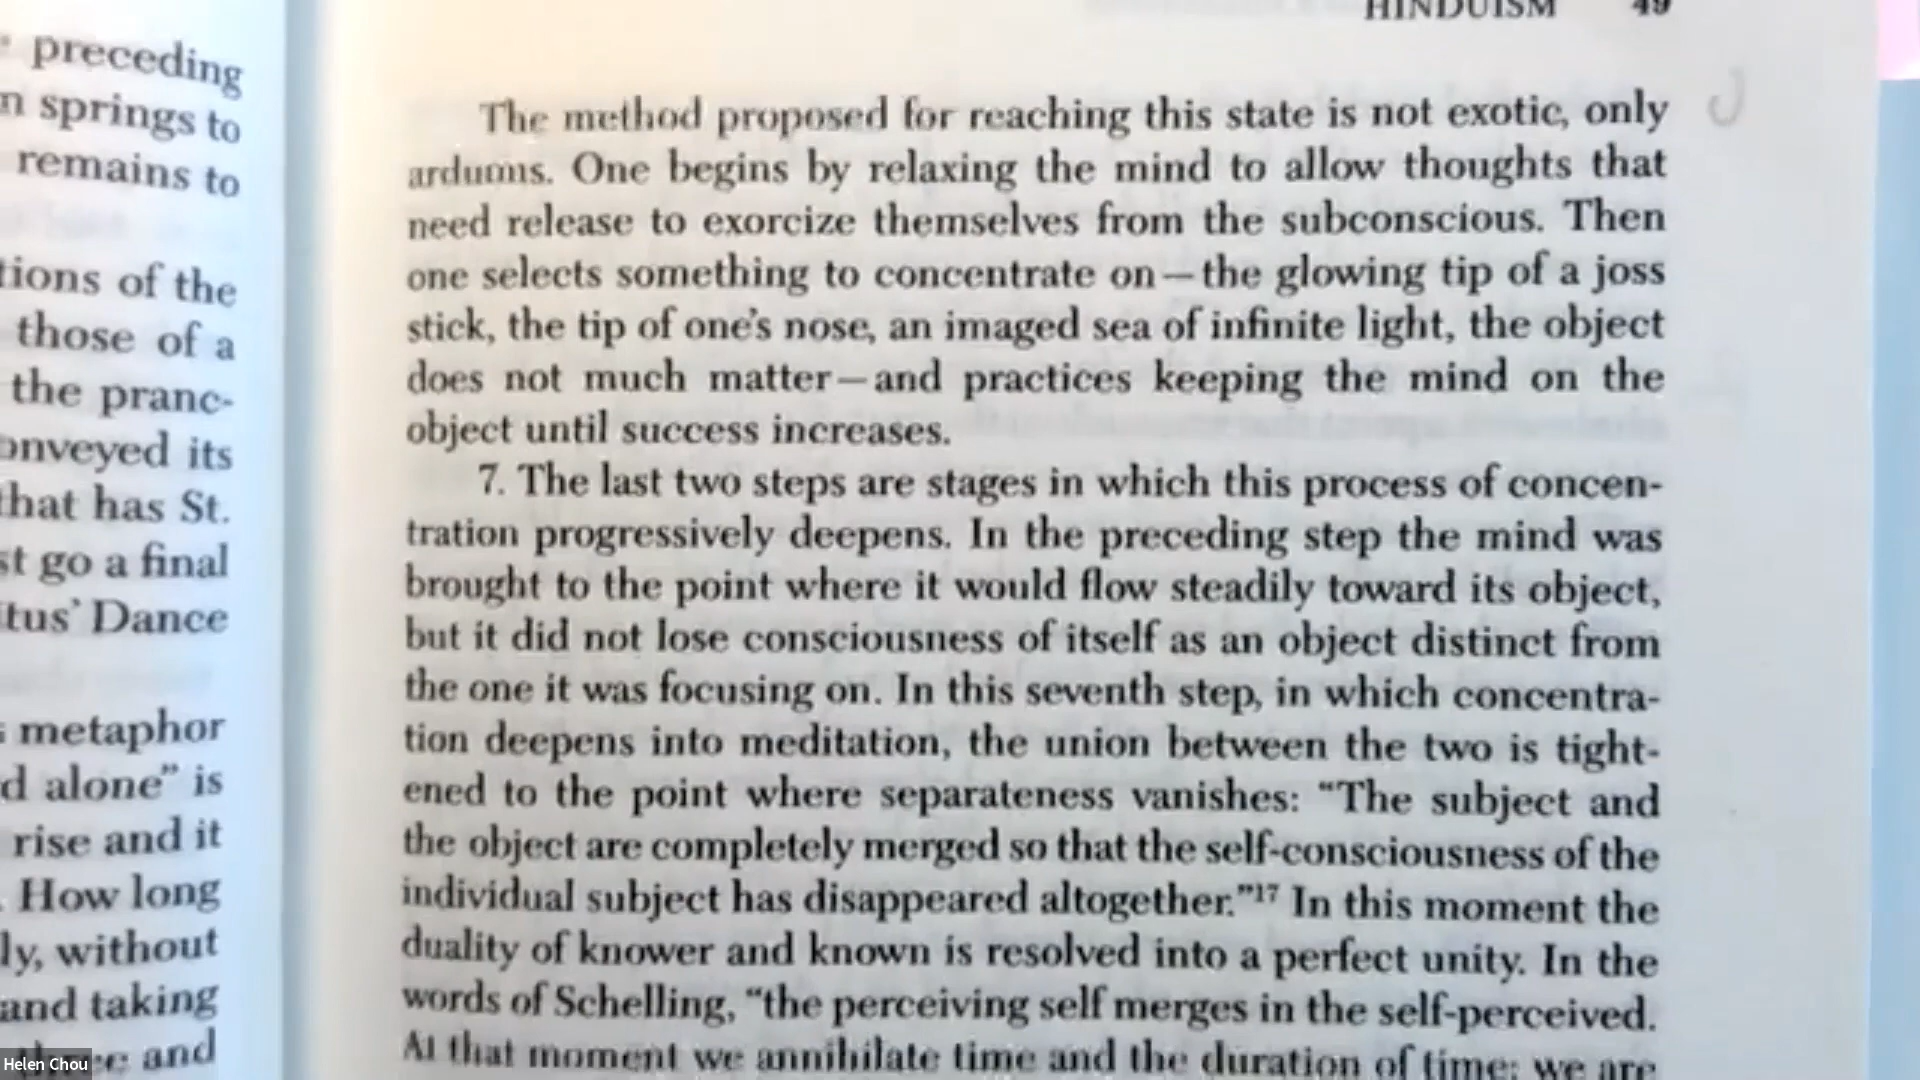 preceding
n springs to
remains to
tions of the
those of a
the pranc-
onveyed its
that has St.
st go a final
itus’ Dance
metaphor
d alone” is
rise and it
. How long
ly, without
and taking
and
HINDUISM 49
The method proposed for reaching this state is not exotic, only
arduous. One begins by relaxing the mind to allow thoughts that
need release to exorcize themselves from the subconscious. Then
one selects something to concentrate on—the glowing tip of a joss
stick, the tip of one’s nose, an imaged sea of infinite light, the object
does not much matter—and practices keeping the mind on the
object until success increases.
7. The last two steps are stages in which this process of concen-
tration progressively deepens. In the preceding step the mind was
brought to the point where it would flow steadily toward its object,
but it did not lose consciousness of itself as an object distinct from
the one it was focusing on. In this seventh step, in which concentra-
tion deepens into meditation, the union between the two is tight-
ened to the point where separateness vanishes: “The subject and
the object are completely merged so that the self-consciousness of the
individual subject has disappeared altogether.”17 In this moment the
duality of knower and known is resolved into a perfect unity. In the
words of Schelling, “the perceiving self merges in the self-perceived.
At that moment we annihilate time and the duration of time; we are
Helen Chou